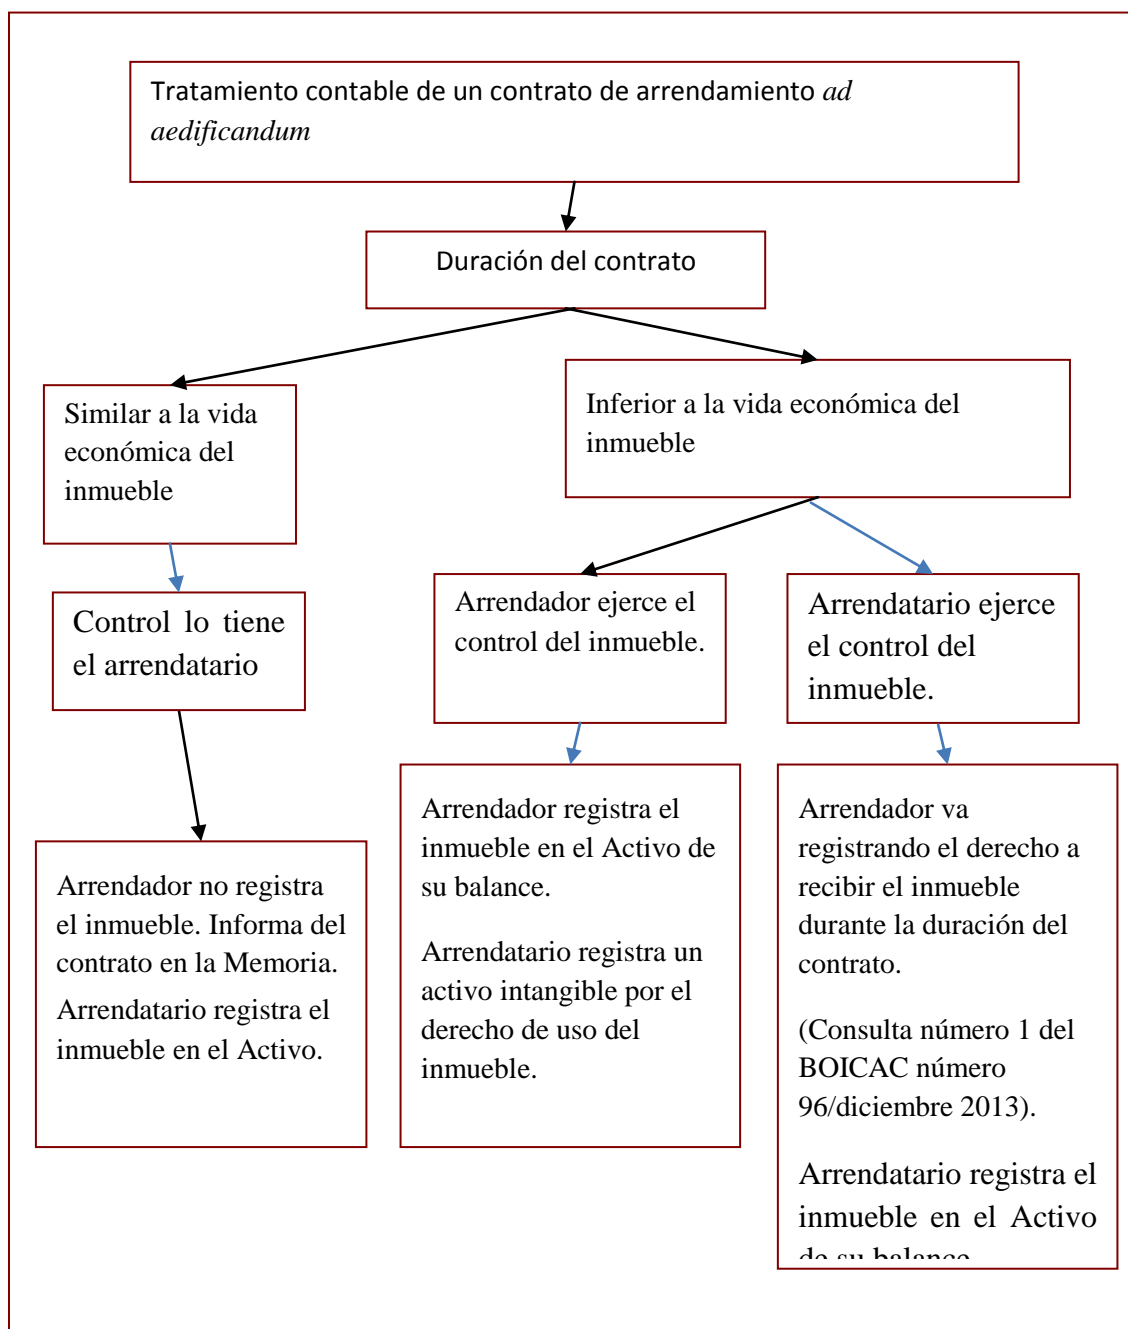 Tratamiento contable de un contrato de arrendamiento ad
aedificandum
Duración del contrato
Similar a la vida
económica del
inmueble
Inferior a la vida económica del
inmueble
Control lo tiene
el arrendatario
Arrendador ejerce el
control del inmueble.
Arrendatario ejerce
el control del
inmueble.
Arrendador no registra
el inmueble. Informa del
contrato en la Memoria.
Arrendatario registra el
inmueble en el Activo.
Arrendador registra el
inmueble en el Activo de
su balance.
Arrendatario registra un
activo intangible por el
derecho de uso del
inmueble.
Arrendador va
registrando el derecho a
recibir el inmueble
durante la duración del
contrato.
(Consulta número 1 del
BOICAC número
96/diciembre 2013).
Arrendatario registra el
inmueble en el Activo
de su balance